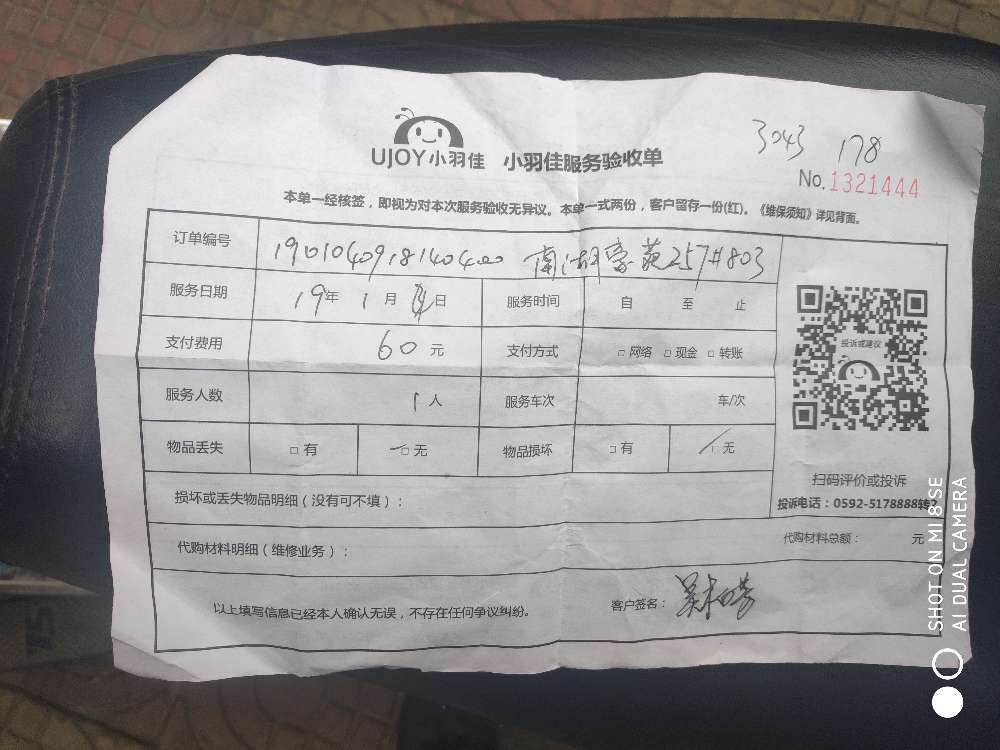 3043 178
UJOY小羽佳 小羽佳服务验收单
No.1321444
本单一经核签，即视为对本次服务验收无异议。本单一式两份，客户留存一份(红)。《维保须知》详见背面。
订单编号 南湖豪苑257#803
服务日期 19年 1 月 日 服务时间 自 至 止
投诉或建议
支付费用 60 元 支付方式 □ 网络 □ 现金 □ 转账
服务人数 1 人 服务车次 车/次
物品丢失 □ 有 □ 无 物品损坏 □ 有 □ 无
扫码评价或投诉
投诉电话：0592-5178888转2
损坏或丢失物品明细（没有可不填）：
代购材料明细（维修业务）： 代购材料总额： 元
以上填写信息已经本人确认无误，不存在任何争议纠纷。 客户签名：
SHOT ON MI 8 SE
AI DUAL CAMERA